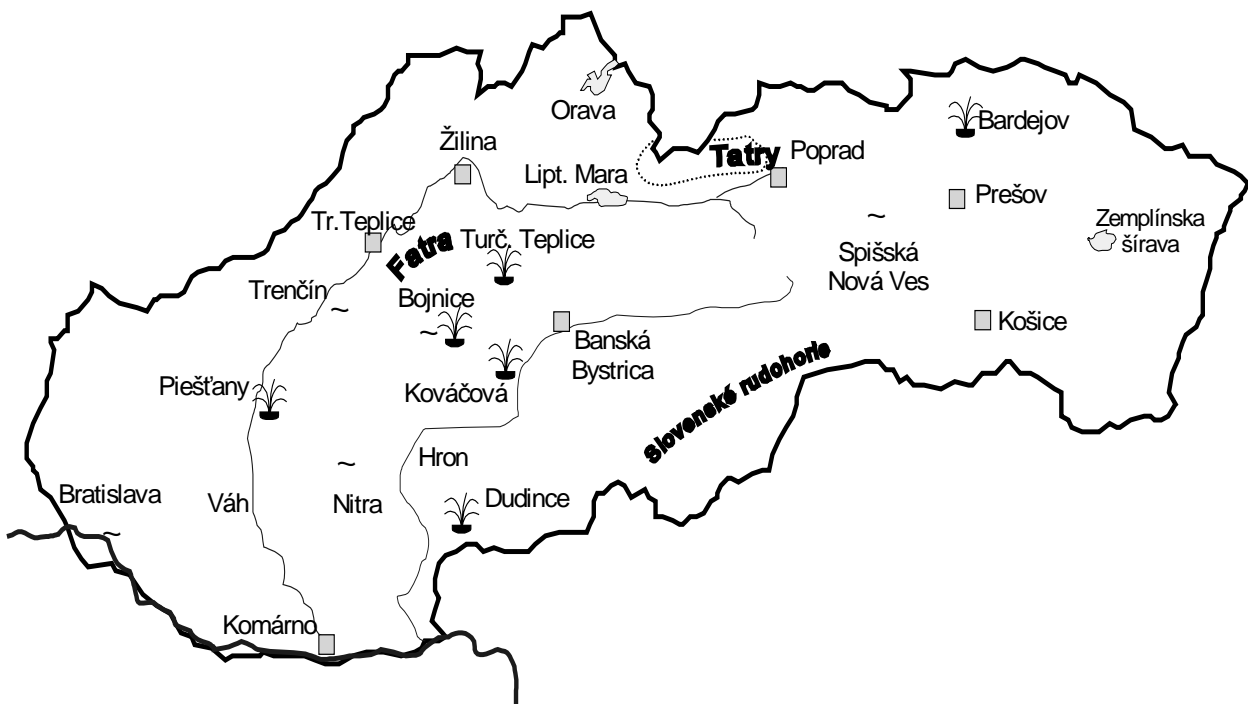 Orava
Bardejov
Žilina
Tatry
Poprad
Lipt. Mara
Prešov
Tr.Teplice
Zemplínska
šírava
Fatra
Turč. Teplice
Spišská
Nová Ves
Trenčín
Bojnice
Košice
Banská
Bystrica
Piešťany
Kováčová
Slovenské rudohorie
Hron
Bratislava
Váh
Nitra
Dudince
Komárno
~
~
~
~
~